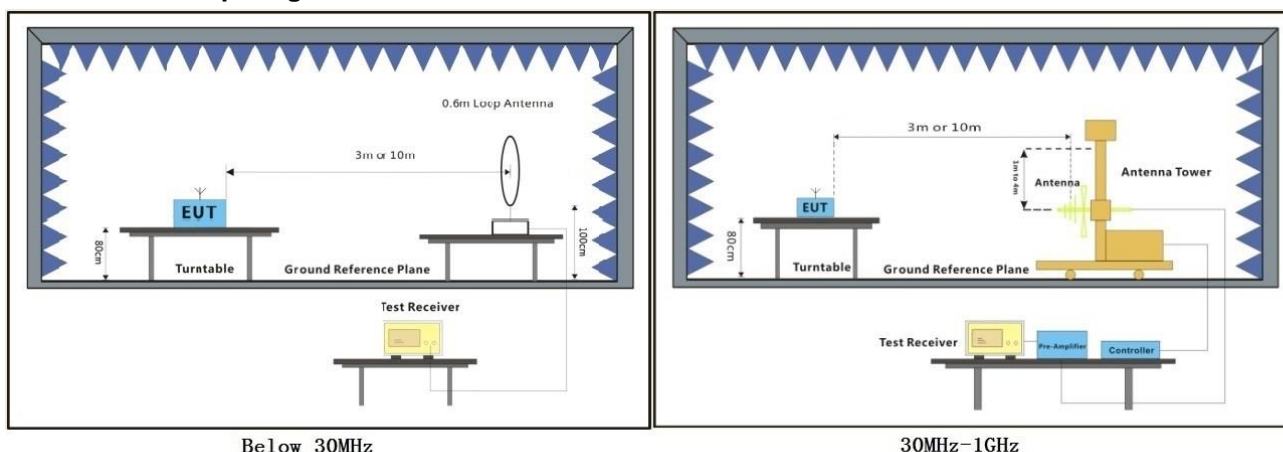 0.6m Loop Antenna
3m or 10m
EUT
80cm
100cm
Turntable
Ground Reference Plane
Test Receiver
Below 30MHz
3m or 10m
1m to 4m
Antenna
Antenna Tower
EUT
80cm
Turntable
Ground Reference Plane
Test Receiver
Pre-Amplifier
Controller
30MHz-1GHz